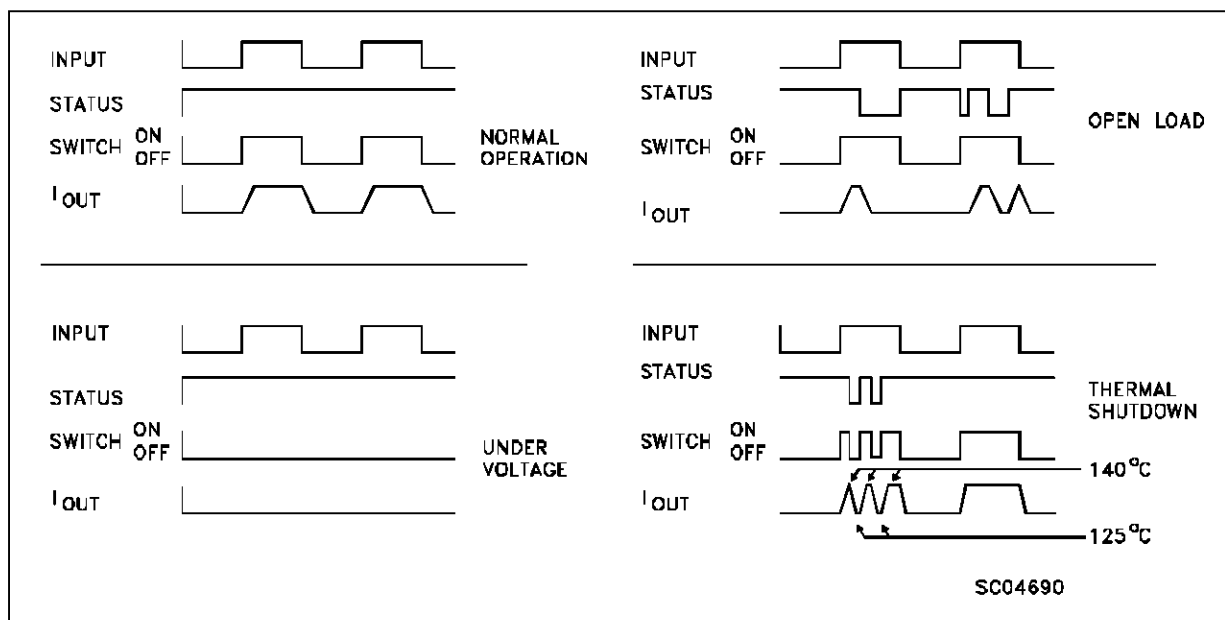 INPUT
STATUS
SWITCH ON
OFF
I OUT
NORMAL
OPERATION
INPUT
STATUS
SWITCH ON
OFF
I OUT
OPEN LOAD
INPUT
STATUS
SWITCH ON
OFF
I OUT
UNDER
VOLTAGE
INPUT
STATUS
SWITCH ON
OFF
I OUT
THERMAL
SHUTDOWN
140°C
125°C
SC04690